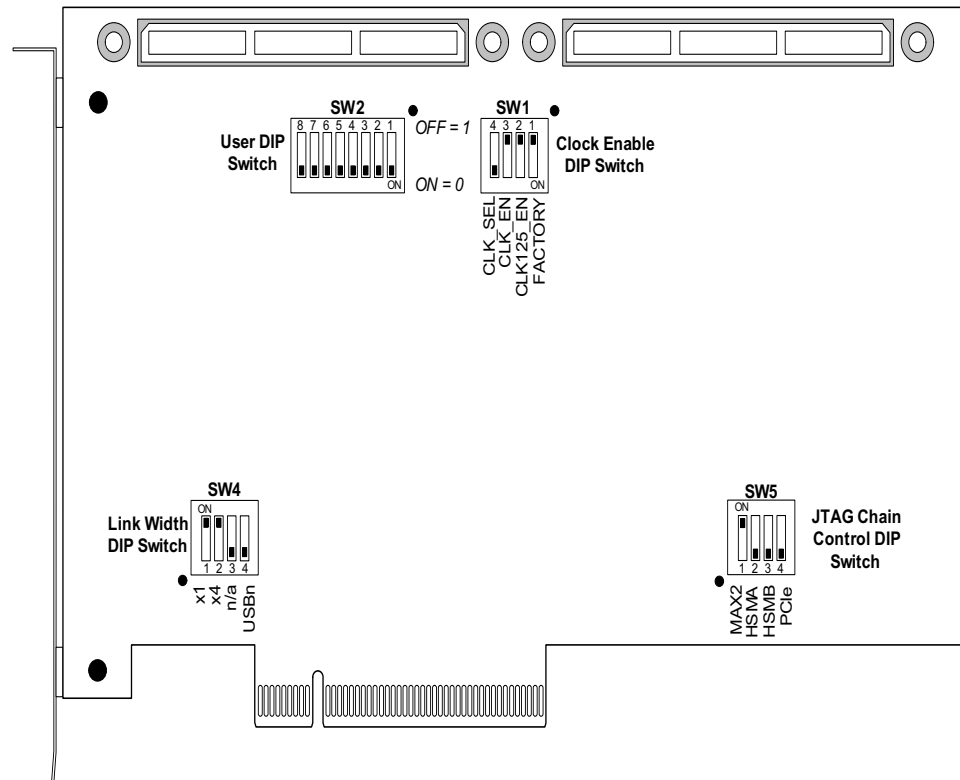 SW2
8 7 6 5 4 3 2 1
ON
User DIP
Switch
OFF = 1
ON = 0
SW1
4 3 2 1
ON
Clock Enable
DIP Switch
CLK_SEL
CLK_EN
CLK125_EN
FACTORY
SW4
ON
1 2 3 4
Link Width
DIP Switch
x1
x4
n/a
USBn
SW5
ON
1 2 3 4
JTAG Chain
Control DIP
Switch
MAX2
HSMA
HSMB
PCIe